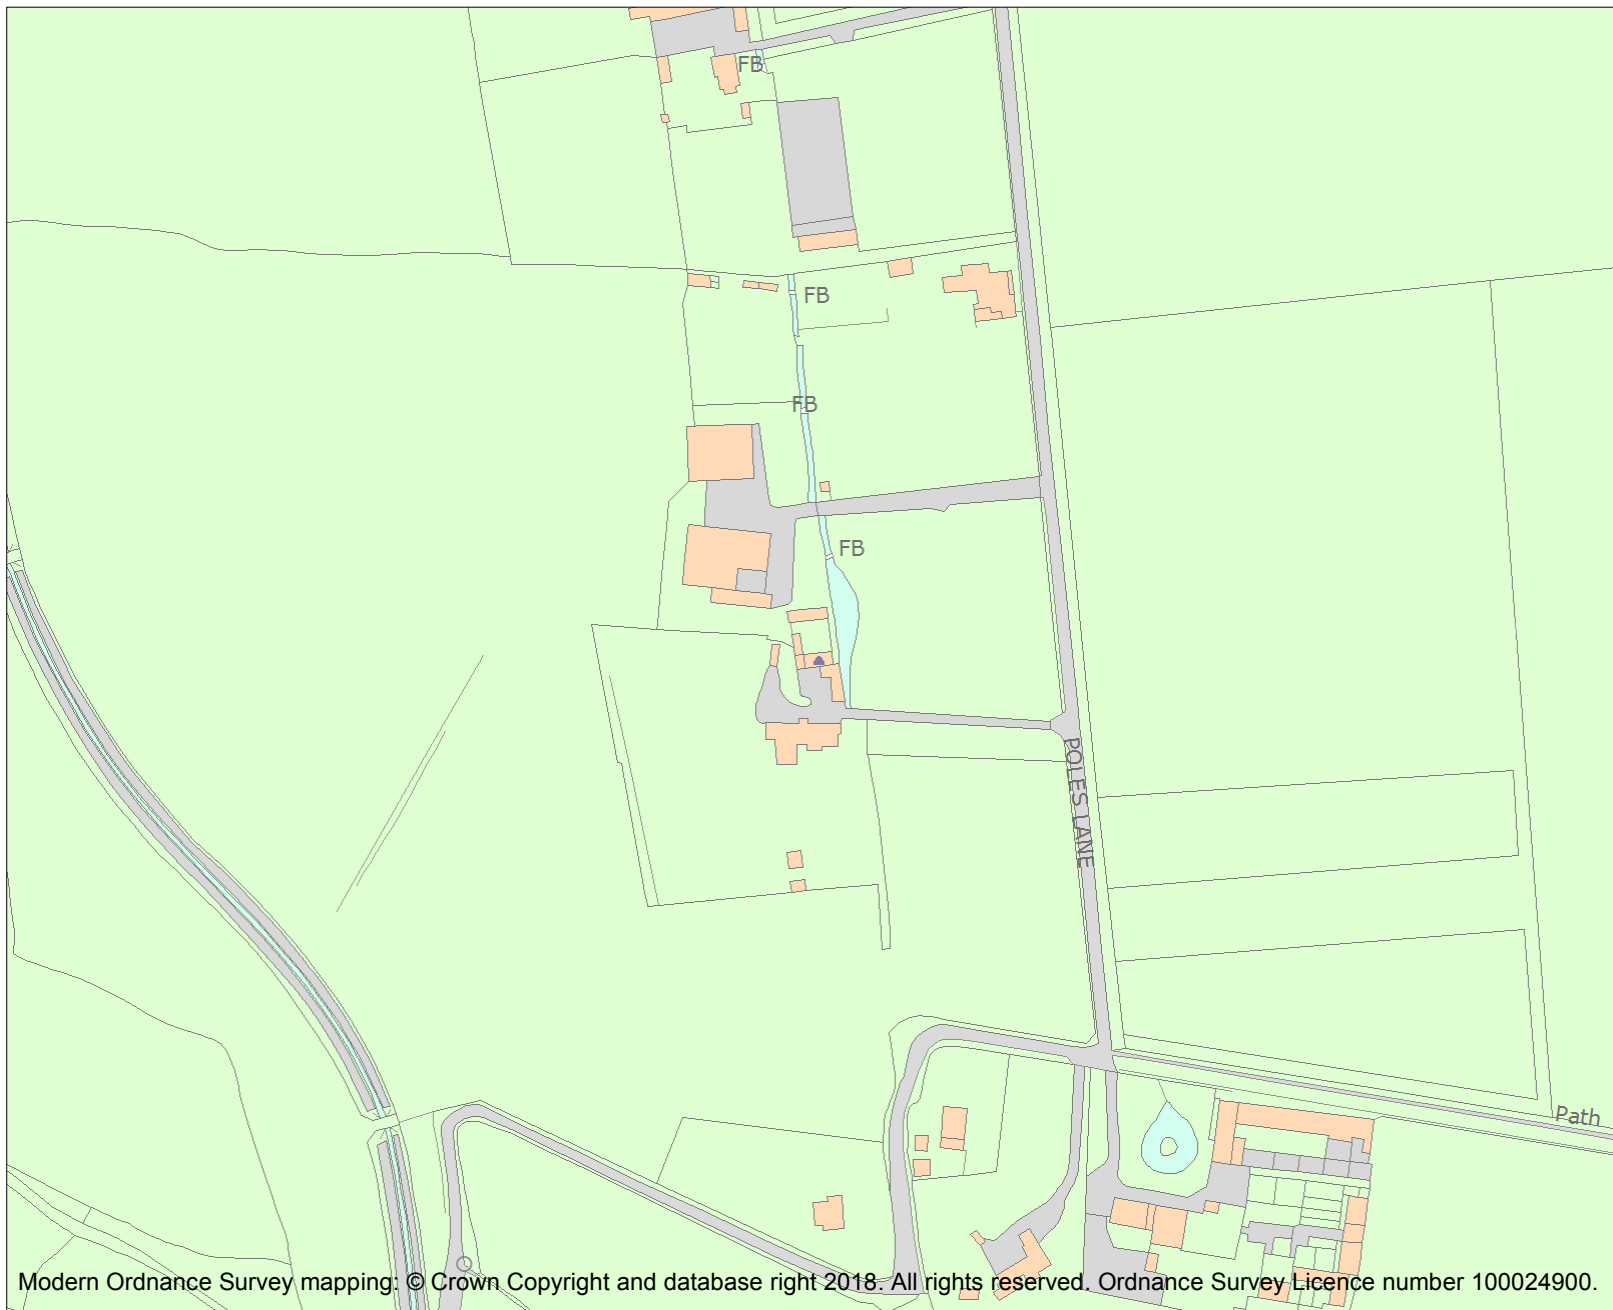 FB
FB
FB
FB
POLES LANE
Path
Modern Ordnance Survey mapping: © Crown Copyright and database right 2018. All rights reserved. Ordnance Survey Licence number 100024900.